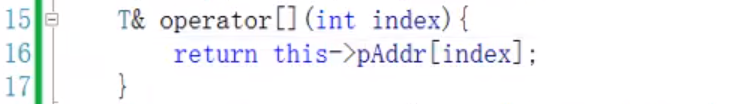 15 T& operator[](int index){
16 return this->pAddr[index];
17 }